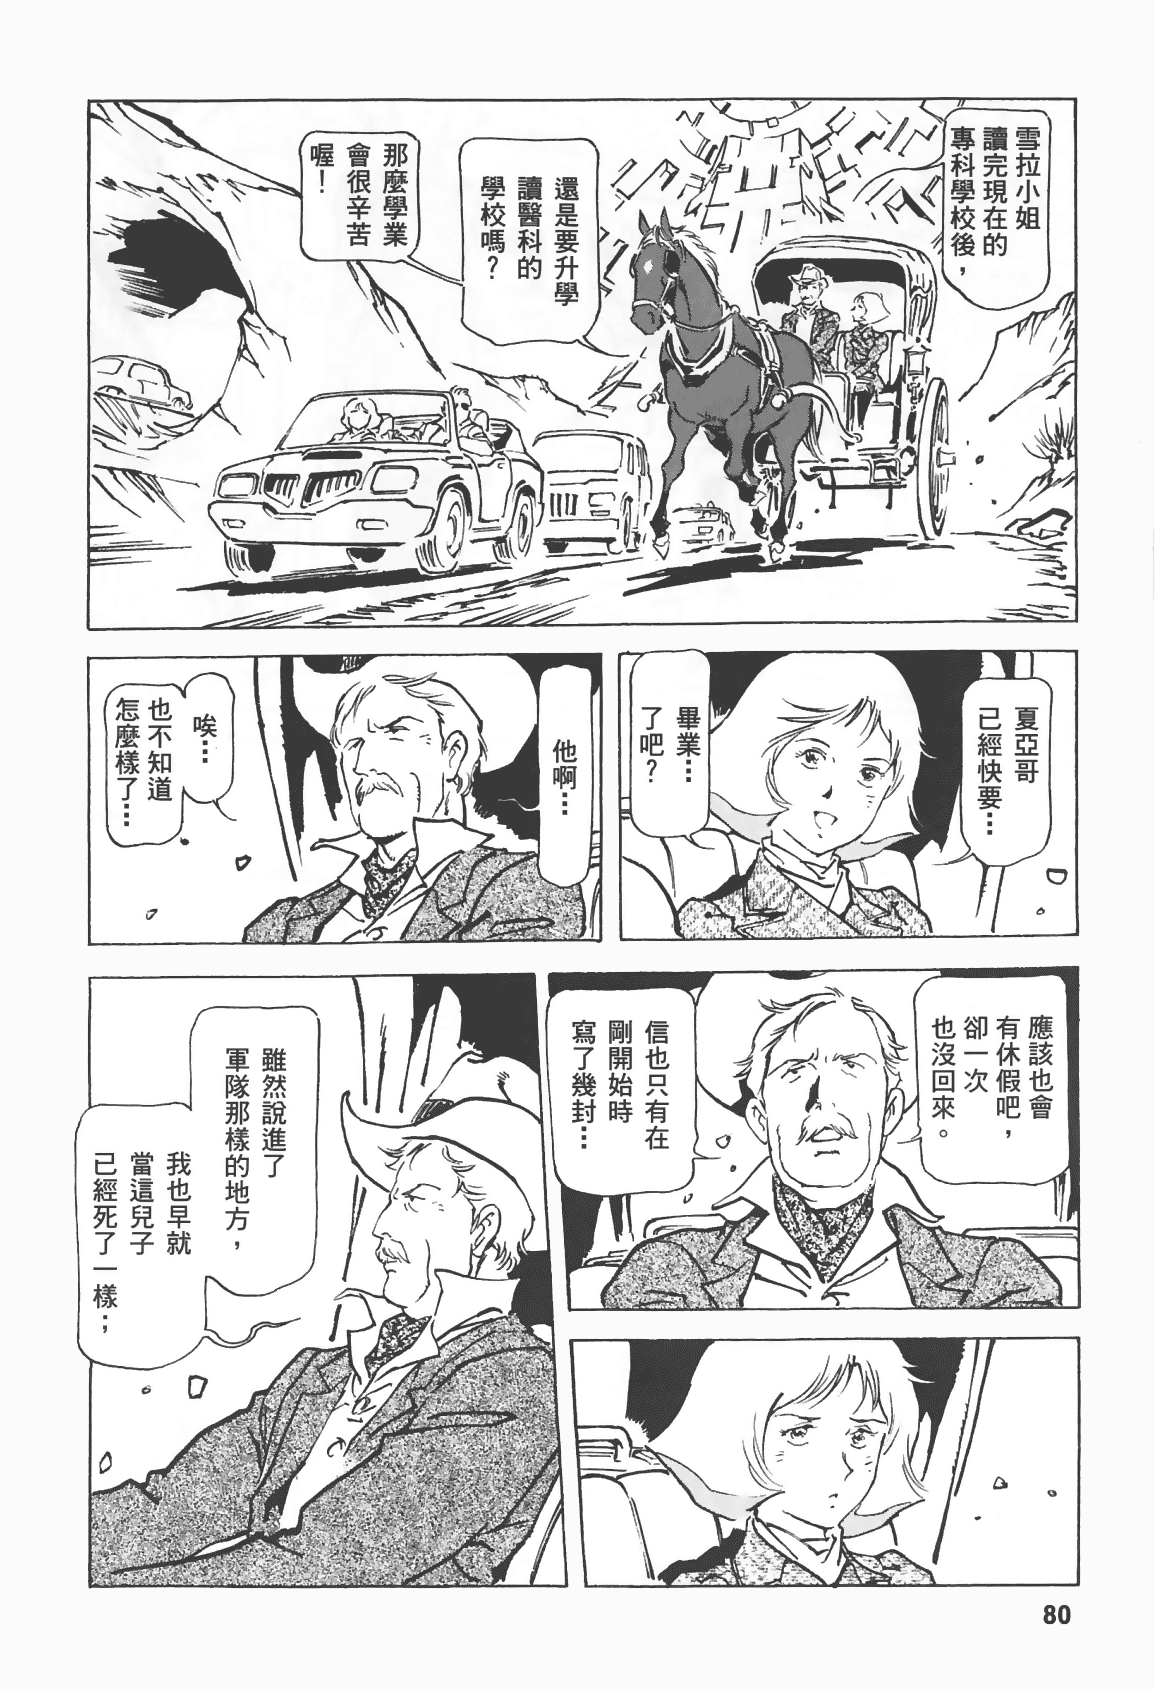 雪拉小姐
讀完現在的
專科學校後，
還是要升學
讀醫科的
學校嗎？
那麼學業
會很辛苦
喔！
夏亞哥
已經快要…
畢業…
了吧？
他啊…
唉…
也不知道
怎麼樣了…
應該也會
有休假吧，
卻一次
也沒回來。
信也只有在
剛開始時
寫了幾封…
雖然說進了
軍隊那樣的地方，
我也早就
當這兒子
已經死了一樣；
80